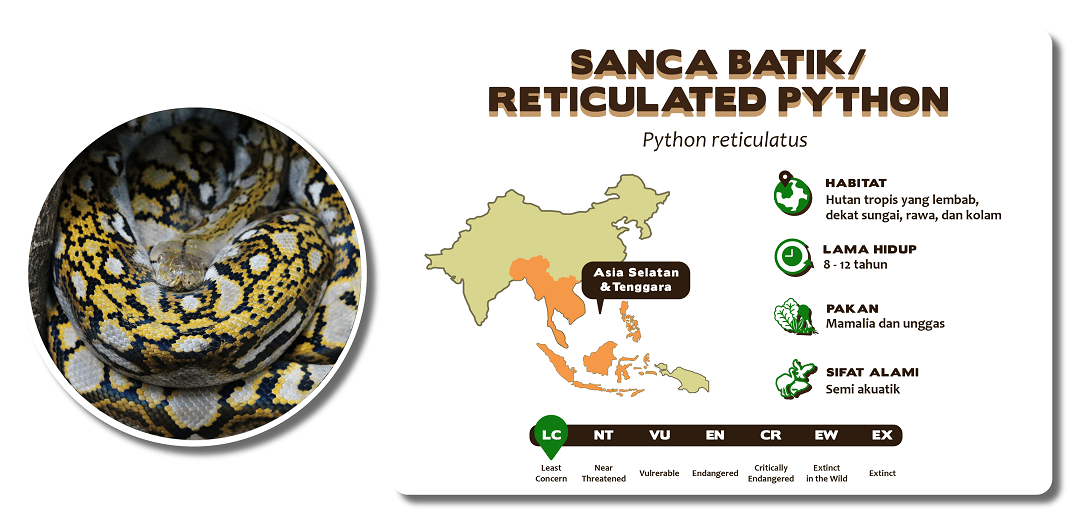 SANCA BATIK/
RETICULATED PYTHON
Python reticulatus
Asia Selatan
& Tenggara
HABITAT
Hutan tropis yang lembab,
dekat sungai, rawa, dan kolam
LAMA HIDUP
8 - 12 tahun
PAKAN
Mamalia dan unggas
SIFAT ALAMI
Semi akuatik
LC NT VU EN CR EW EX
Least Near Vulrerable Endangered Critically Extinct Extinct
Concern Threatened Endangered in the Wild